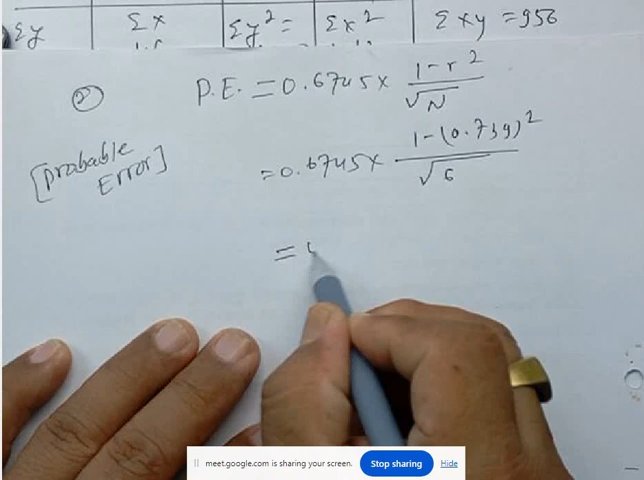 Σy Σx Σy² = Σx² Σxy = 956
② P.E. = 0.6745 × 1-r² / √N
[Probable Error]
= 0.6745 × 1-(0.739)² / √6
=
meet.google.com is sharing your screen. Stop sharing Hide